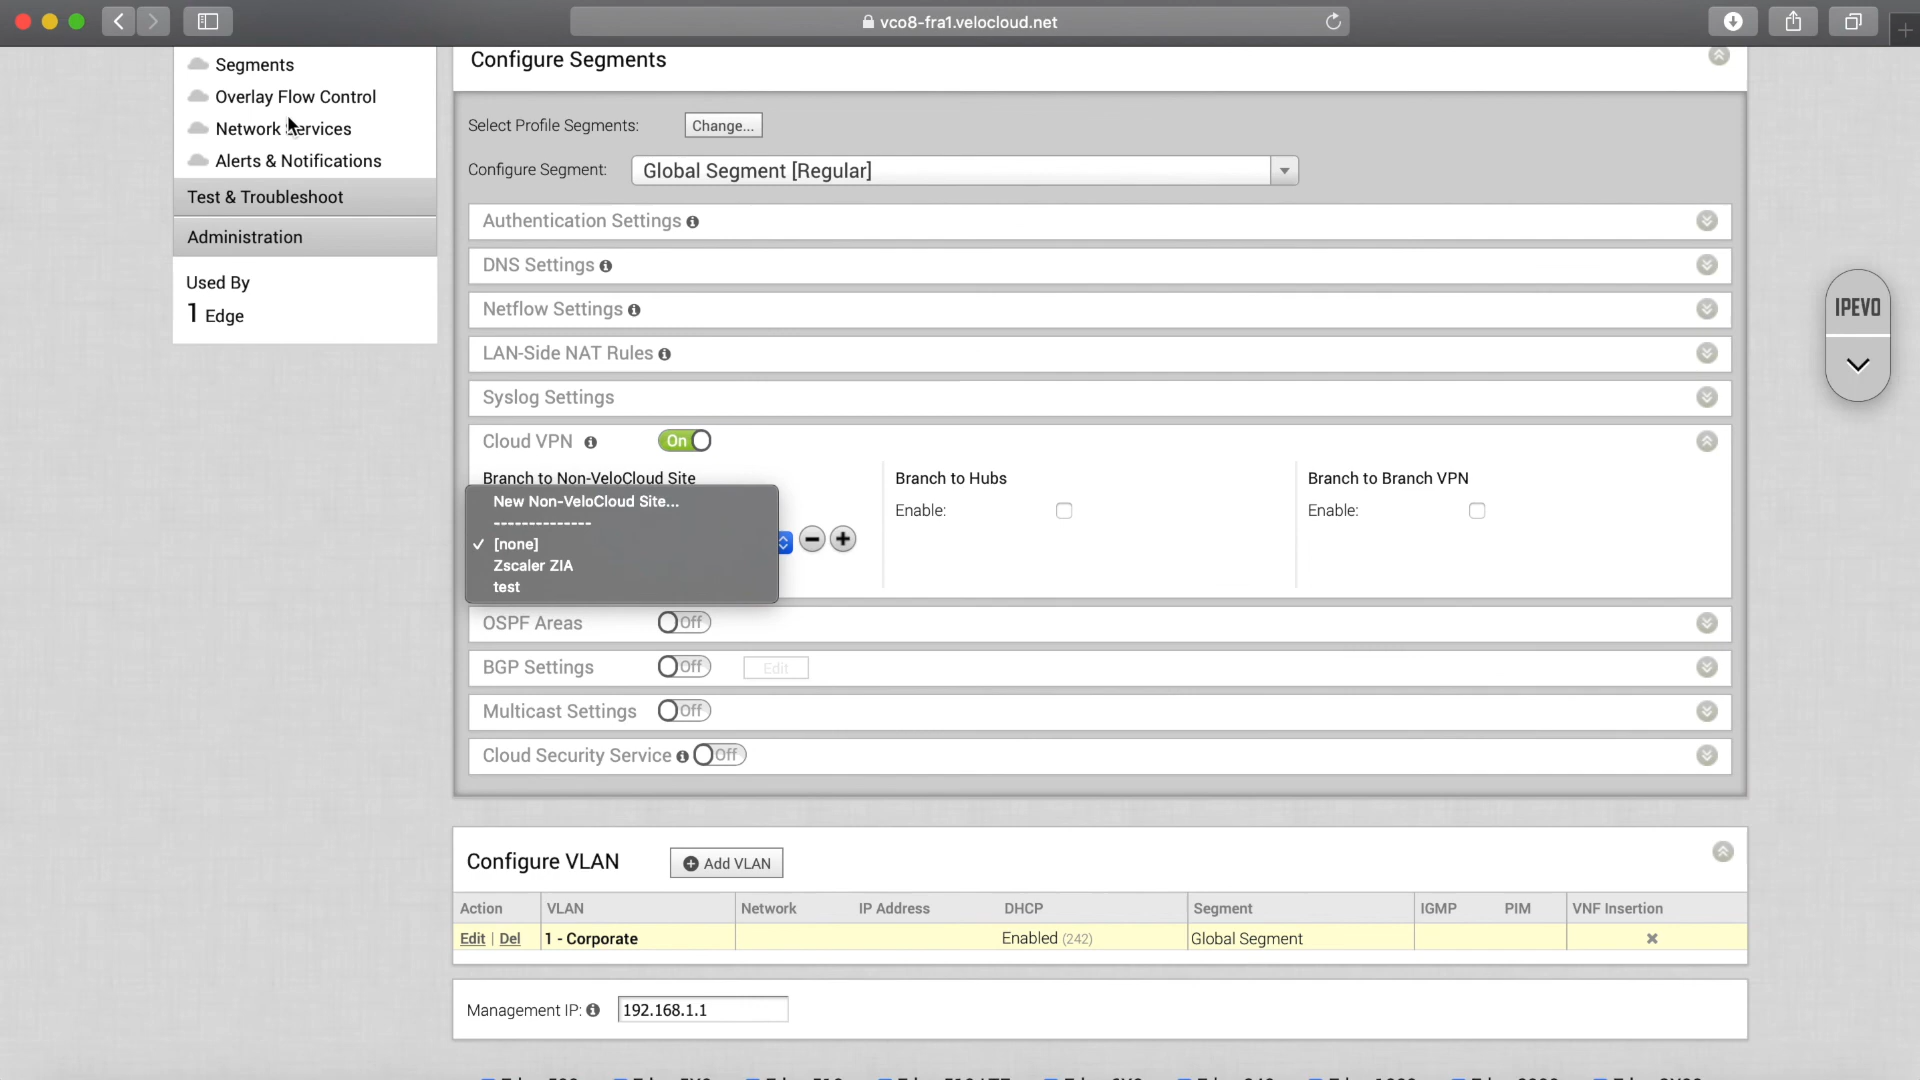 vco8-fra1.velocloud.net
Segments
Overlay Flow Control
Network Services
Alerts & Notifications
Test & Troubleshoot
Administration
Used By
1 Edge
Configure Segments
Select Profile Segments: Change...
Configure Segment: Global Segment [Regular]
Authentication Settings
DNS Settings
Netflow Settings
LAN-Side NAT Rules
Syslog Settings
Cloud VPN On
Branch to Non-VeloCloud Site
New Non-VeloCloud Site...
--------------
✓ [none]
Zscaler ZIA
test
Branch to Hubs
Enable:
Branch to Branch VPN
Enable:
OSPF Areas Off
BGP Settings Off Edit
Multicast Settings Off
Cloud Security Service Off
Configure VLAN Add VLAN
Action VLAN Network IP Address DHCP Segment IGMP PIM VNF Insertion
Edit | Del 1 - Corporate Enabled (242) Global Segment
Management IP: 192.168.1.1
IPEVO